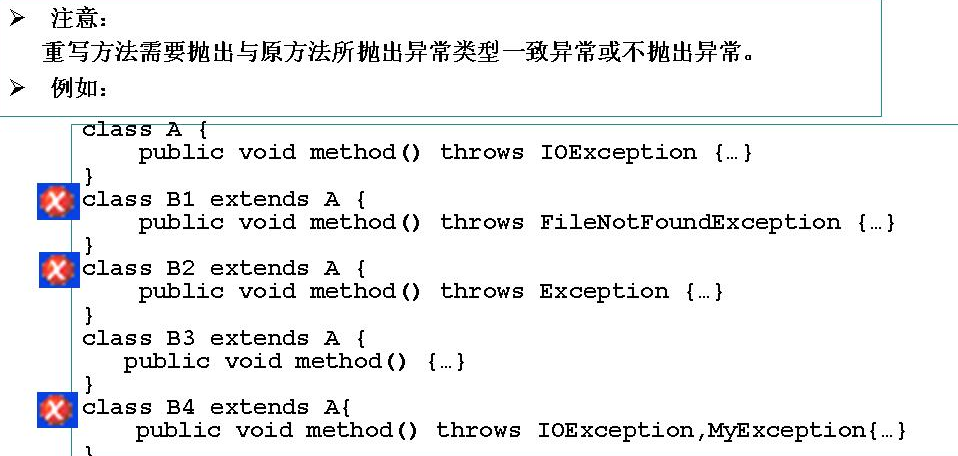 ➢ 注意：
重写方法需要抛出与原方法所抛出异常类型一致异常或不抛出异常。
➢ 例如：
class A {
public void method() throws IOException {…}
}
class B1 extends A {
public void method() throws FileNotFoundException {…}
}
class B2 extends A {
public void method() throws Exception {…}
}
class B3 extends A {
public void method() {…}
}
class B4 extends A{
public void method() throws IOException,MyException{…}
}